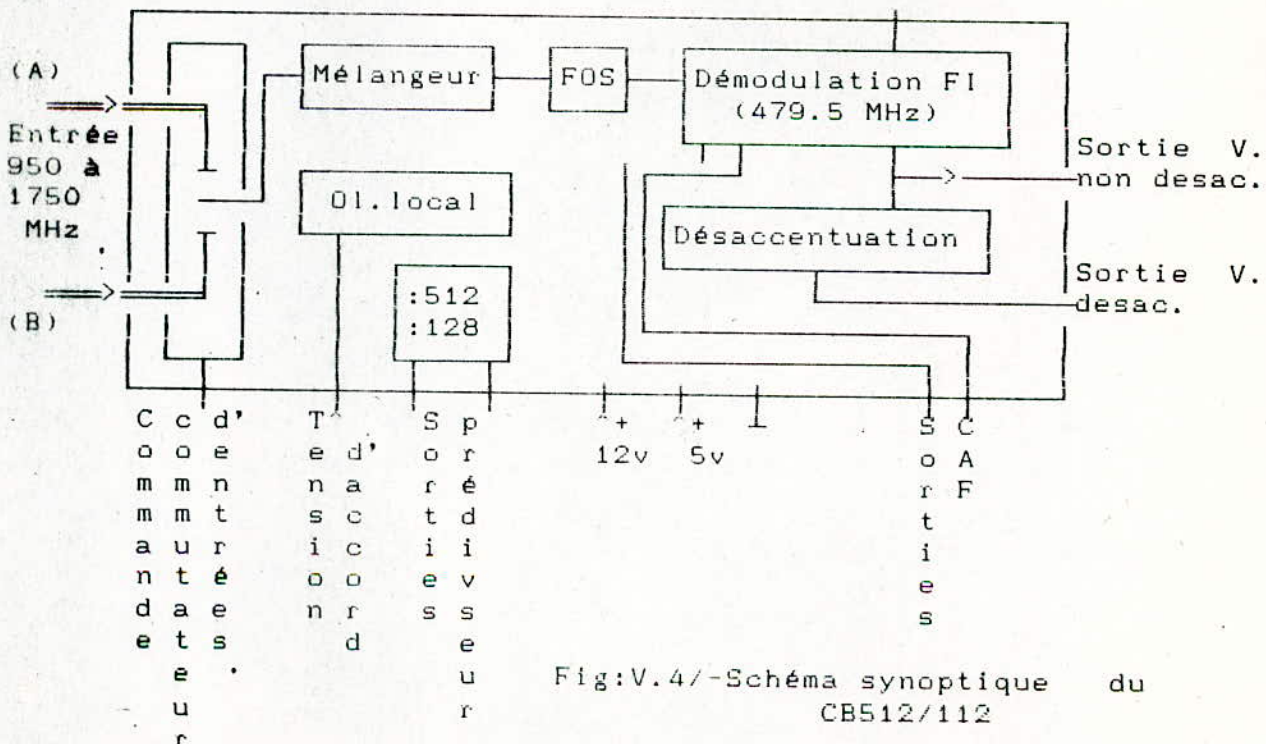 (A)
Entrée
950 à
1750
MHz
(B)
Mélangeur
FOS
Démodulation FI
(479.5 MHz)
Ol.local
:512
:128
Désaccentuation
Sortie V.
non desac.
Sortie V.
desac.
Commande
commutateur
d'entrées.
Tension
d'accord
Sorties
prédivseur
+
12v
+
5v
Sorties
CAF
Fig:V.4/-Schéma synoptique du
CB512/112